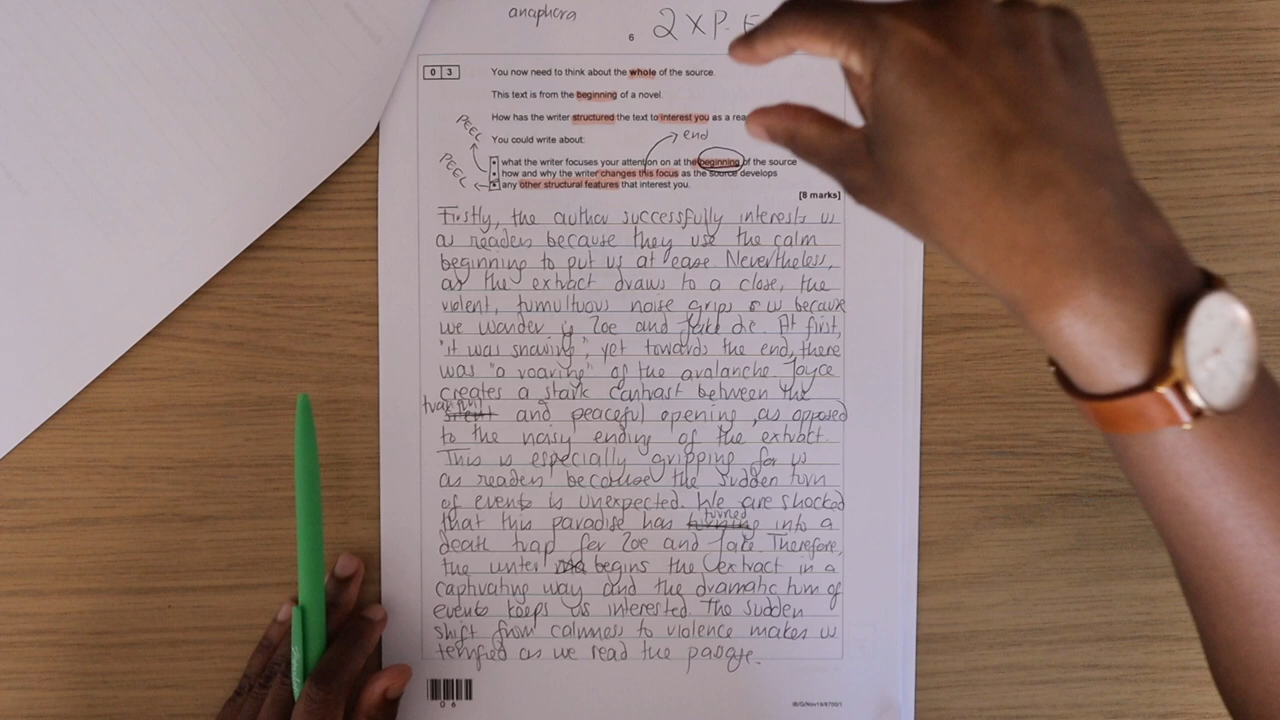 anaphora
6 2 X P. E
0 3 You now need to think about the whole of the source.
This text is from the beginning of a novel.
How has the writer structured the text to interest you as a rea
You could write about:
end
PEEL
PEEL
• what the writer focuses your attention on at the beginning of the source
• how and why the writer changes this focus as the source develops
• any other structural features that interest you.
[8 marks]
Firstly, the author successfully interests us
as readers because they use the calm
beginning to put us at ease. Nevertheless,
as the extract draws to a close, the
violent, tumultuous noise grips us because
we wonder is Zoe and Jake die. At first,
"it was snowing", yet towards the end, there
was "a roaring" of the avalanche. Joyce
creates a stark contrast between the
tranquil
silent and peaceful opening, as opposed
to the noisy ending of the extract.
This is especially gripping for us
as readers because the sudden turn
of events is unexpected. We are shocked
turned
that this paradise has turning into a
death trap for Zoe and Jake. Therefore,
the writer begins the extract in a
captivating way and the dramatic turn of
events keeps us interested. The sudden
shift from calmness to violence makes us
terrified as we read the passage.
0 6
IB/G/Nov19/8700/1